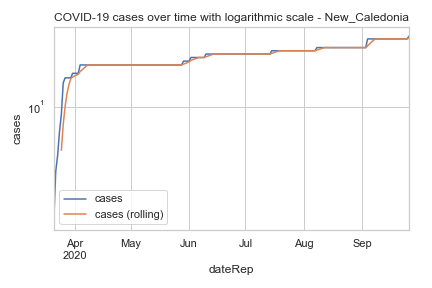 COVID-19 cases over time with logarithmic scale - New_Caledonia
cases
10¹
cases
cases (rolling)
Apr May Jun Jul Aug Sep
2020
dateRep